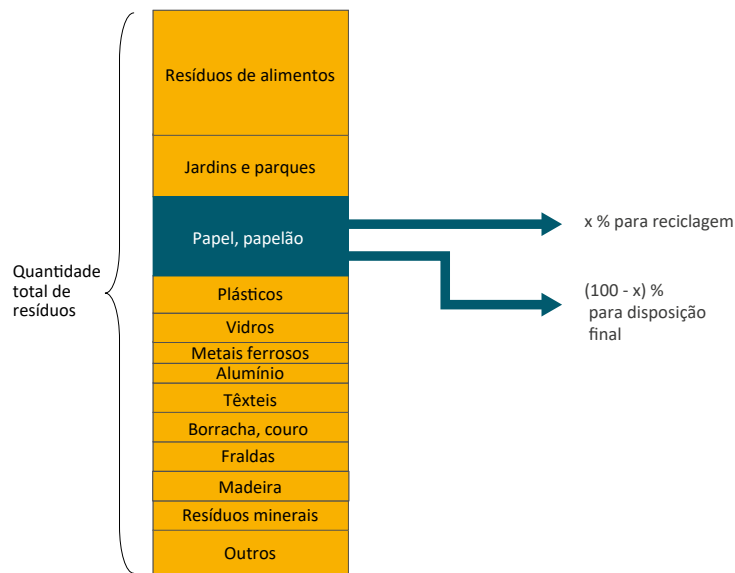 Resíduos de alimentos
Jardins e parques
Papel, papelão
Plásticos
Vidros
Metais ferrosos
Alumínio
Têxteis
Borracha, couro
Fraldas
Madeira
Resíduos minerais
Outros
Quantidade
total de
resíduos
x % para reciclagem
(100 - x) %
para disposição
final